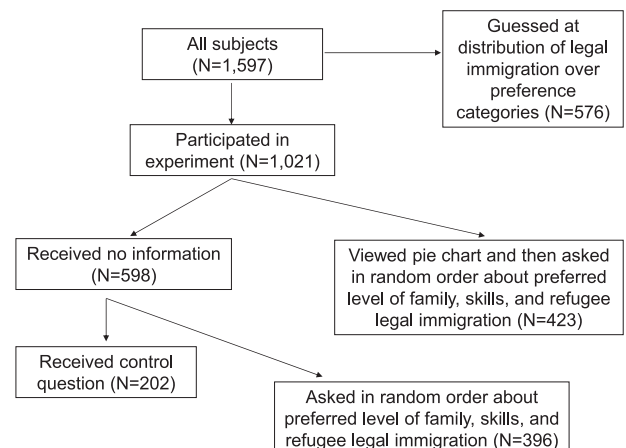 All subjects
(N=1,597)
Guessed at
distribution of legal
immigration over
preference
categories (N=576)
Participated in
experiment (N=1,021)
Received no information
(N=598)
Viewed pie chart and then asked
in random order about preferred
level of family, skills, and refugee
legal immigration (N=423)
Received control
question (N=202)
Asked in random order about
preferred level of family, skills, and
refugee legal immigration (N=396)